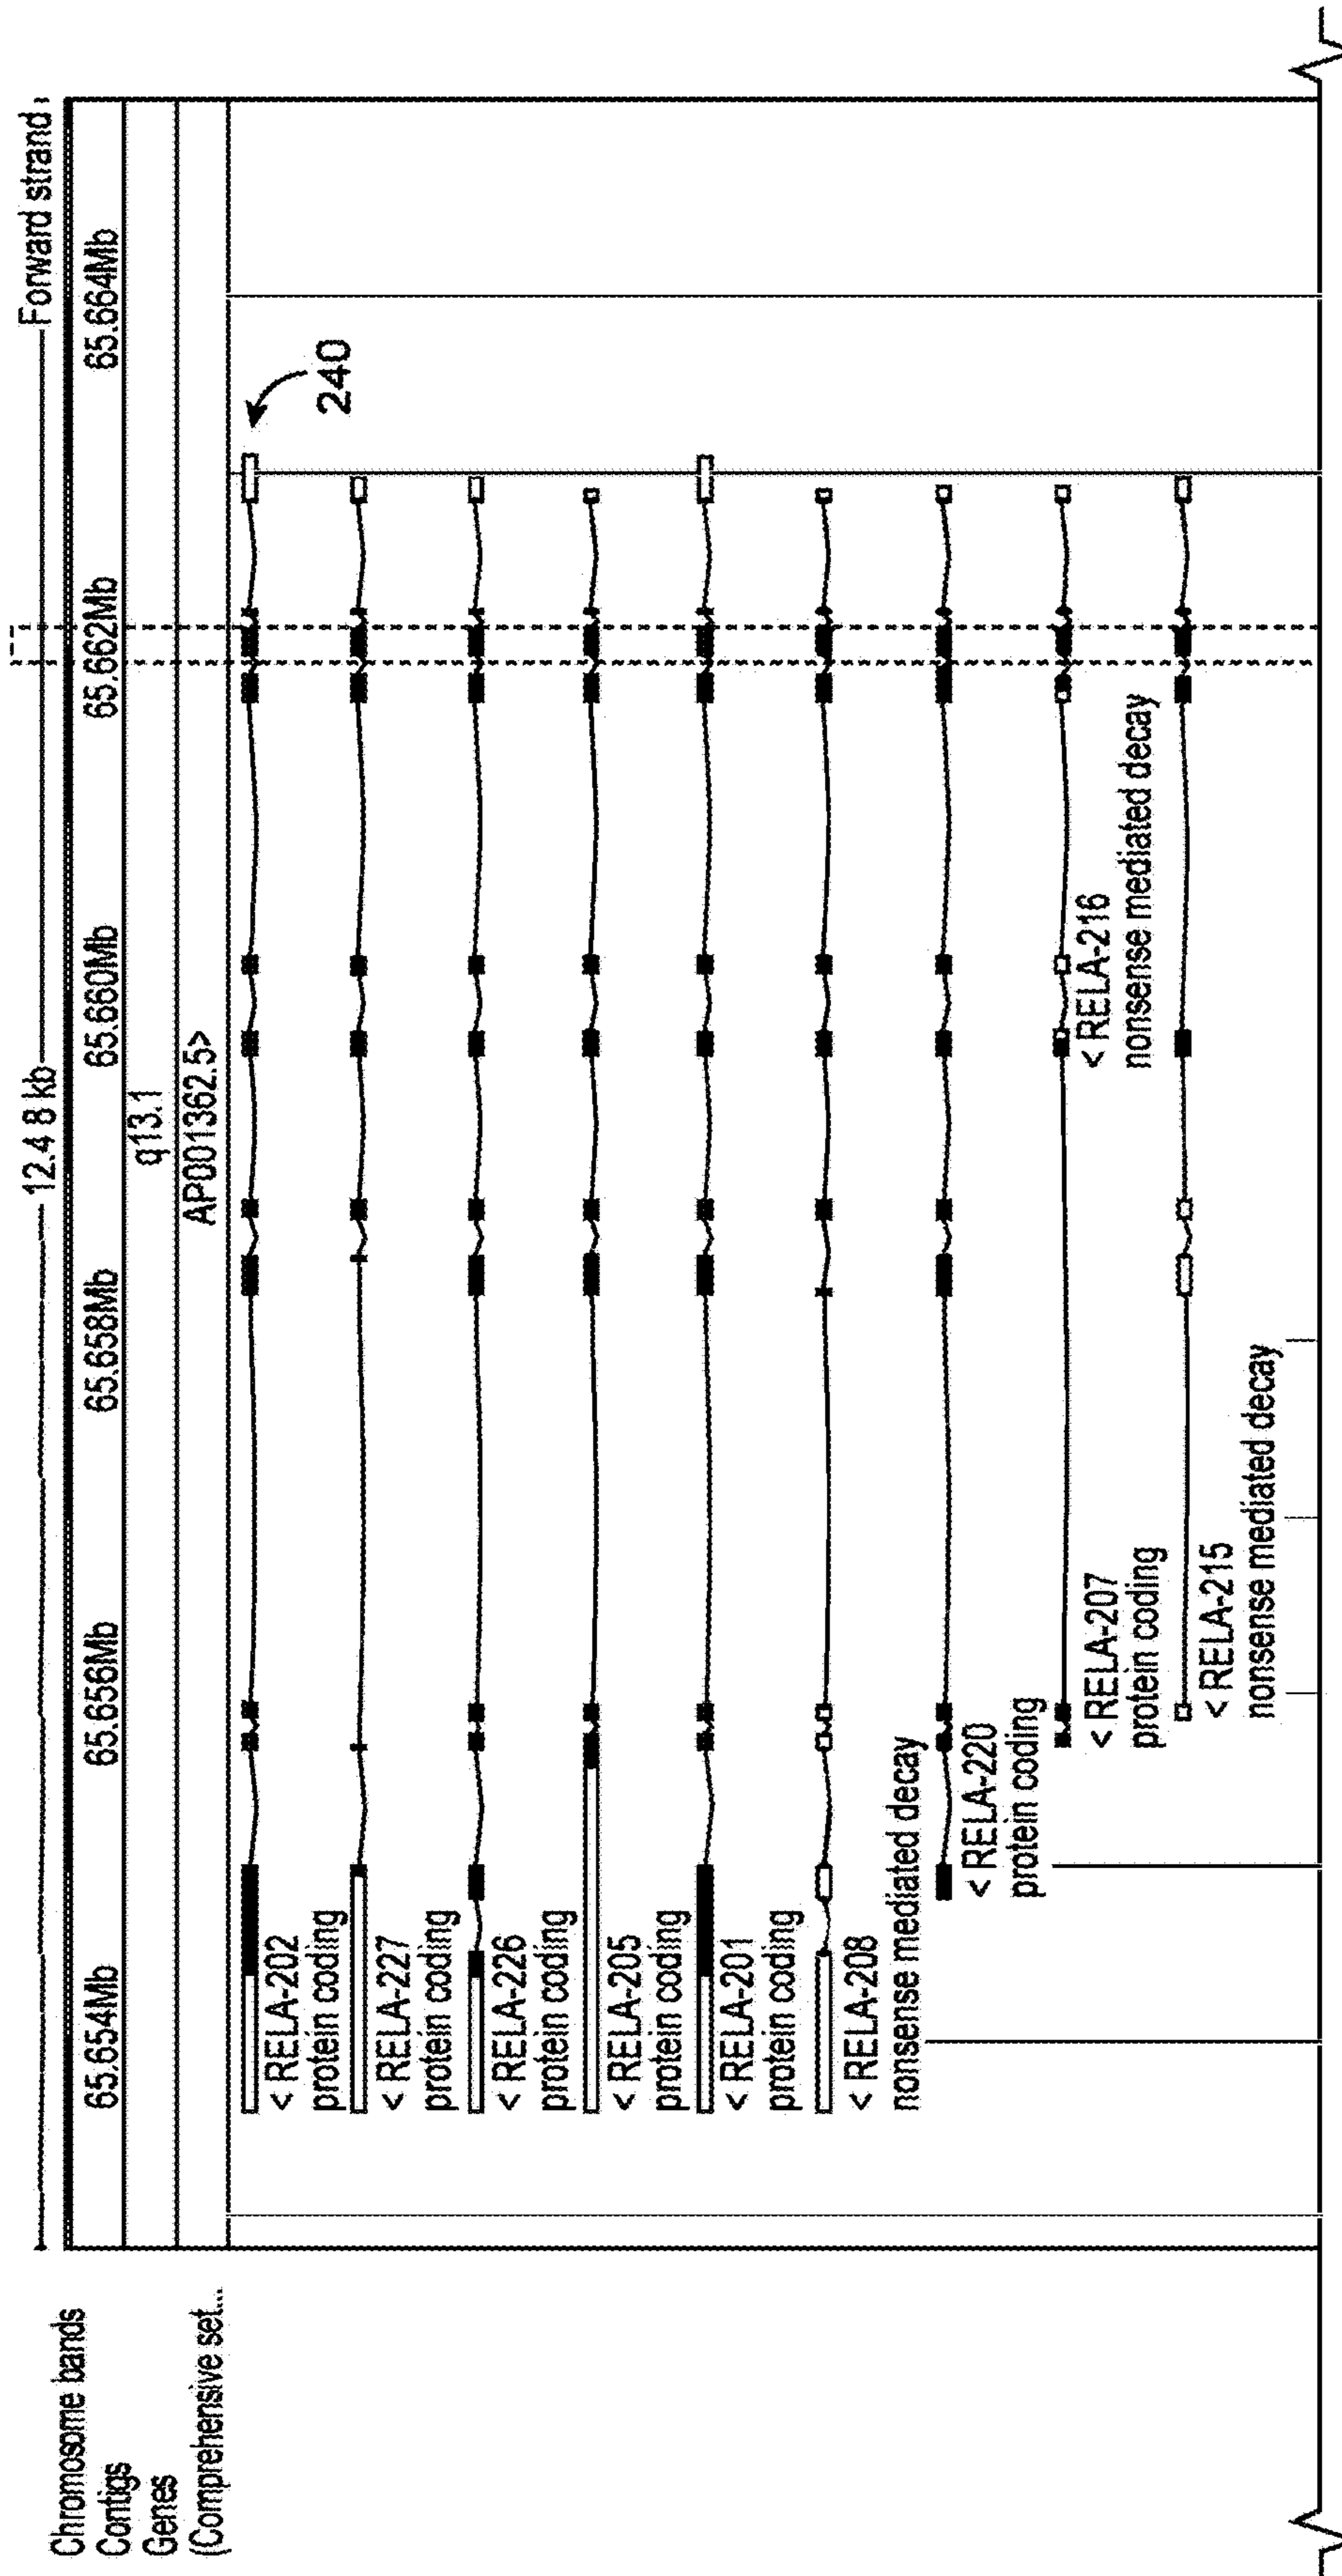 12.4 8 kb
Forward strand
Chromosome bands
65.654Mb
65.656Mb
65.658Mb
65.660Mb
65.662Mb
65.664Mb
Contigs
q13.1
Genes
AP001362.5>
(Comprehensive set...
240
< RELA-202
protein coding
< RELA-227
protein coding
< RELA-226
protein coding
< RELA-205
protein coding
< RELA-201
protein coding
< RELA-208
nonsense mediated decay
< RELA-220
protein coding
< RELA-207
protein coding
< RELA-216
nonsense mediated decay
< RELA-215
nonsense mediated decay